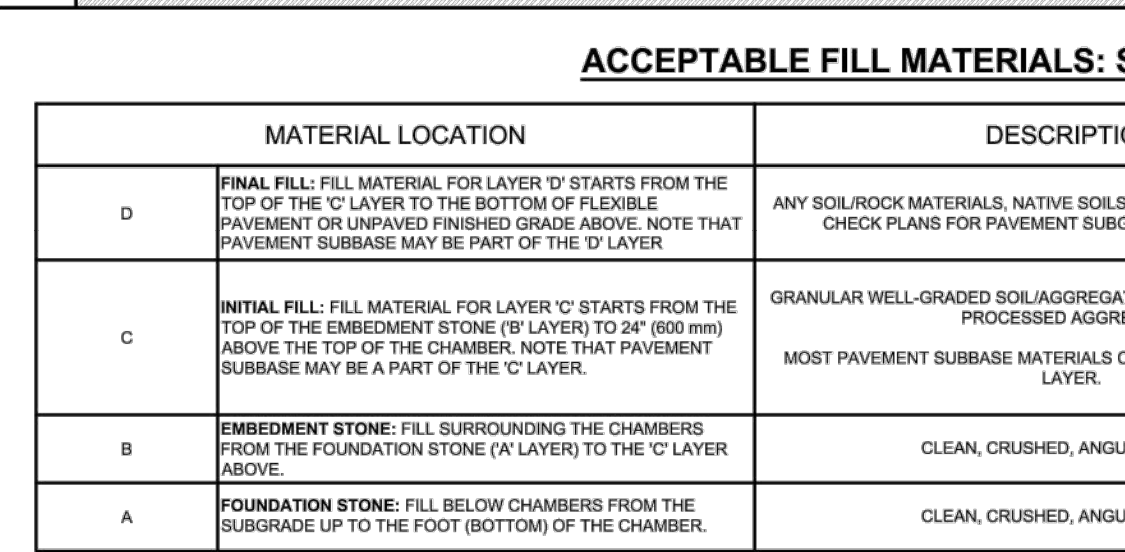 ACCEPTABLE FILL MATERIALS:
MATERIAL LOCATION
D
FINAL FILL: FILL MATERIAL FOR LAYER 'D' STARTS FROM THE
TOP OF THE 'C' LAYER TO THE BOTTOM OF FLEXIBLE
PAVEMENT OR UNPAVED FINISHED GRADE ABOVE. NOTE THAT
PAVEMENT SUBBASE MAY BE PART OF THE 'D' LAYER
ANY SOIL/ROCK MATERIALS, NATIVE SOILS
CHECK PLANS FOR PAVEMENT
C
INITIAL FILL: FILL MATERIAL FOR LAYER 'C' STARTS FROM THE
TOP OF THE EMBEDMENT STONE ('B' LAYER) TO 24" (600 mm)
ABOVE THE TOP OF THE CHAMBER. NOTE THAT PAVEMENT
SUBBASE MAY BE A PART OF THE 'C' LAYER.
GRANULAR WELL-GRADED
PROCESSED
MOST PAVEMENT SUBBASE MATERIALS
LAYER.
B
EMBEDMENT STONE: FILL SURROUNDING THE CHAMBERS
FROM THE FOUNDATION STONE ('A' LAYER) TO THE 'C' LAYER
ABOVE.
CLEAN, CRUSHED,
A
FOUNDATION STONE: FILL BELOW CHAMBERS FROM THE
SUBGRADE UP TO THE FOOT (BOTTOM) OF THE CHAMBER.
CLEAN, CRUSHED,